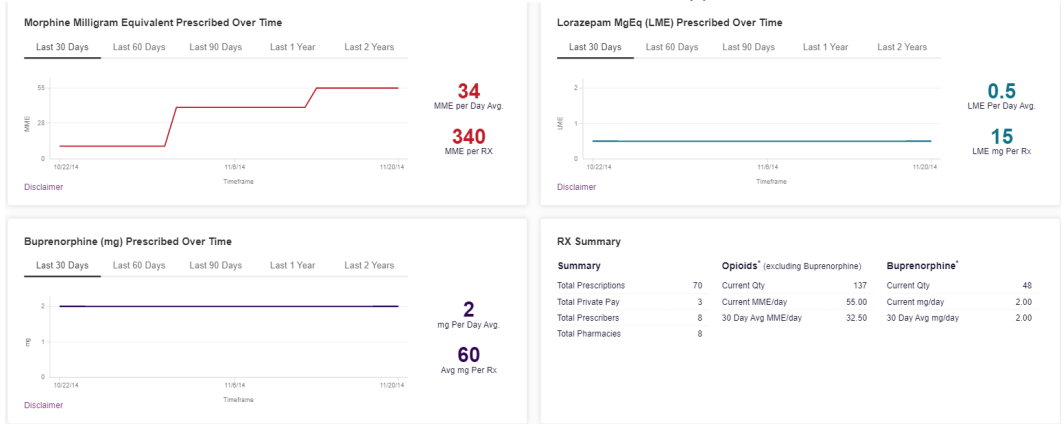 Morphine Milligram Equivalent Prescribed Over Time
Last 30 Days Last 60 Days Last 90 Days Last 1 Year Last 2 Years
55
28
0
MME
10/22/14 11/6/14 11/20/14
Timeframe
34
MME per Day Avg.
340
MME per RX
Disclaimer
Lorazepam MgEq (LME) Prescribed Over Time
Last 30 Days Last 60 Days Last 90 Days Last 1 Year Last 2 Years
2
1
0
LME
10/22/14 11/6/14 11/20/14
Timeframe
0.5
LME Per Day Avg.
15
LME mg Per Rx
Disclaimer
Buprenorphine (mg) Prescribed Over Time
Last 30 Days Last 60 Days Last 90 Days Last 1 Year Last 2 Years
2
1
0
mg
10/22/14 11/6/14 11/20/14
Timeframe
2
mg Per Day Avg.
60
Avg mg Per Rx
Disclaimer
RX Summary
Summary
Total Prescriptions 70
Total Private Pay 3
Total Prescribers 8
Total Pharmacies 8
Opioids* (excluding Buprenorphine)
Current Qty 137
Current MME/day 55.00
30 Day Avg MME/day 32.50
Buprenorphine*
Current Qty 48
Current mg/day 2.00
30 Day Avg mg/day 2.00